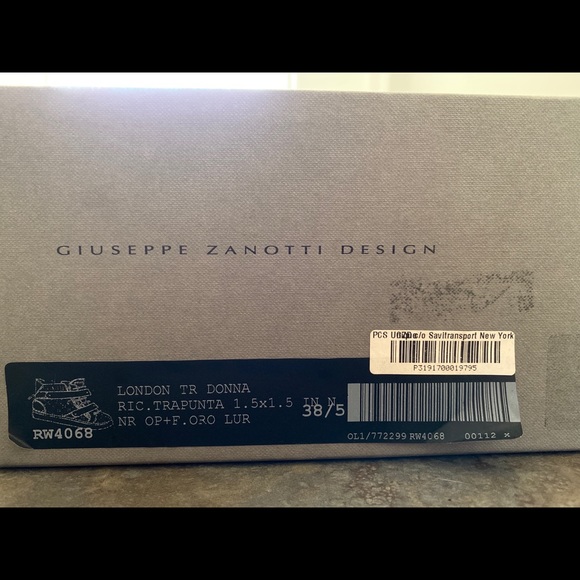 GIUSEPPE ZANOTTI DESIGN
PCS c/o Savitransport New York
P3191700019795
LONDON TR DONNA
RIC.TRAPUNTA 1.5x1.5 IN N
38/5
NR OP+F.ORO LUR
RW4068
OL1/772299 RW4068 00112 x